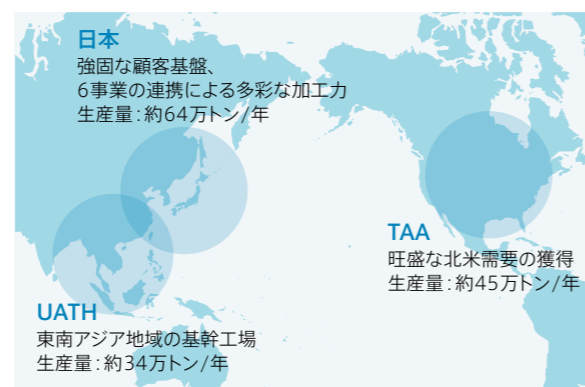 日本
強固な顧客基盤、
6事業の連携による多彩な加工力
生産量：約64万トン/年
TAA
旺盛な北米需要の獲得
生産量：約45万トン/年
UATH
東南アジア地域の基幹工場
生産量：約34万トン/年